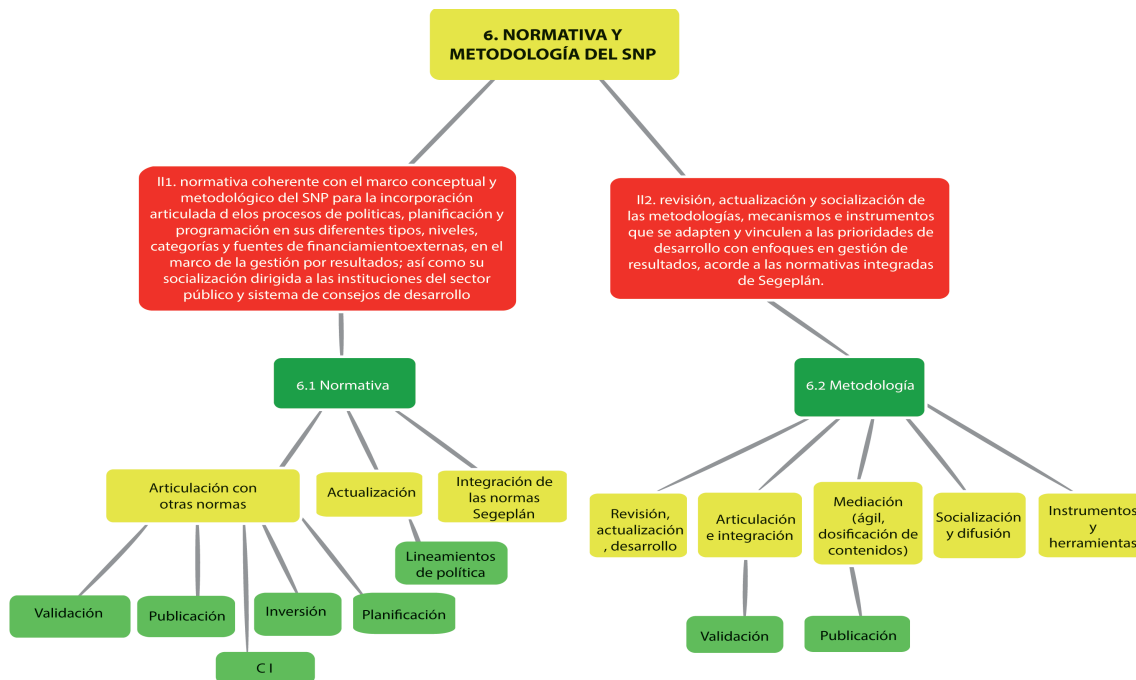 6. NORMATIVA Y
METODOLOGÍA DEL SNP
II1. normativa coherente con el marco conceptual y
metodológico del SNP para la incorporación
articulada d elos procesos de politicas, planificación y
programación en sus diferentes tipos, niveles,
categorías y fuentes de financiamientoexternas, en el
marco de la gestión por resultados; así como su
socialización dirigida a las instituciones del sector
público y sistema de consejos de desarrollo
II2. revisión, actualización y socialización de
las metodologías, mecanismos e instrumentos
que se adapten y vinculen a las prioridades de
desarrollo con enfoques en gestión de
resultados, acorde a las normativas integradas
de Segeplán.
6.1 Normativa
6.2 Metodología
Articulación con
otras normas
Actualización
Integración de
las normas
Segeplán
Lineamientos
de política
Validación
Publicación
C I
Inversión
Planificación
Revisión,
actualización
, desarrollo
Articulación
e integración
Mediación
(ágil,
dosificación de
contenidos)
Socialización
y difusión
Instrumentos
y
herramientas
Validación
Publicación